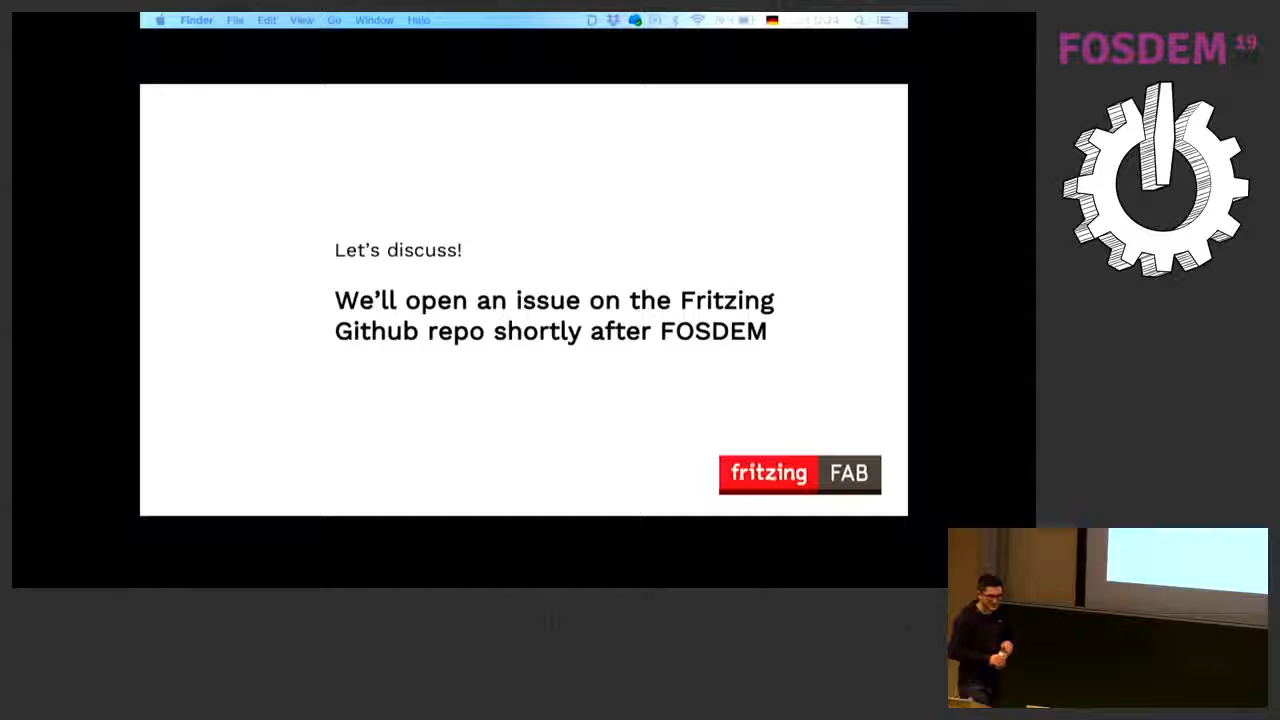 Finder File Edit View Go Window Help
FOSDEM 19
Let's discuss!
We'll open an issue on the Fritzing
Github repo shortly after FOSDEM
fritzing FAB